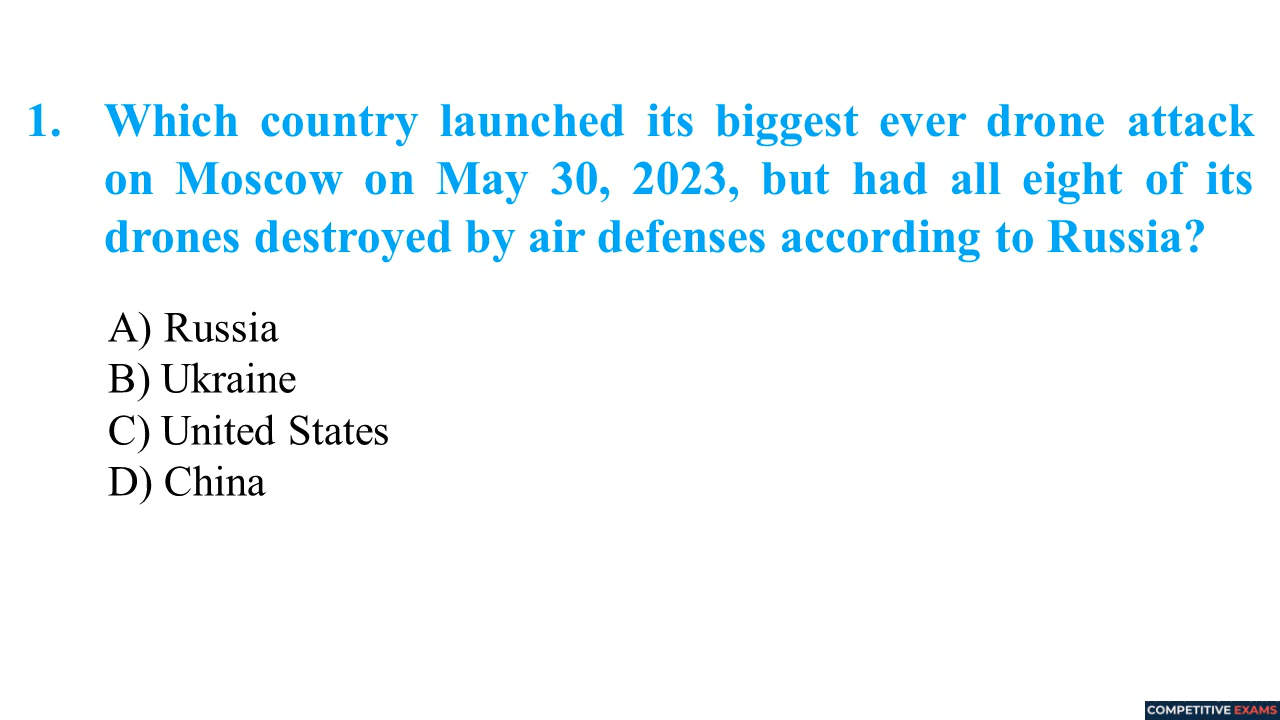 1. Which country launched its biggest ever drone attack
on Moscow on May 30, 2023, but had all eight of its
drones destroyed by air defenses according to Russia?
A) Russia
B) Ukraine
C) United States
D) China
COMPETITIVE EXAMS